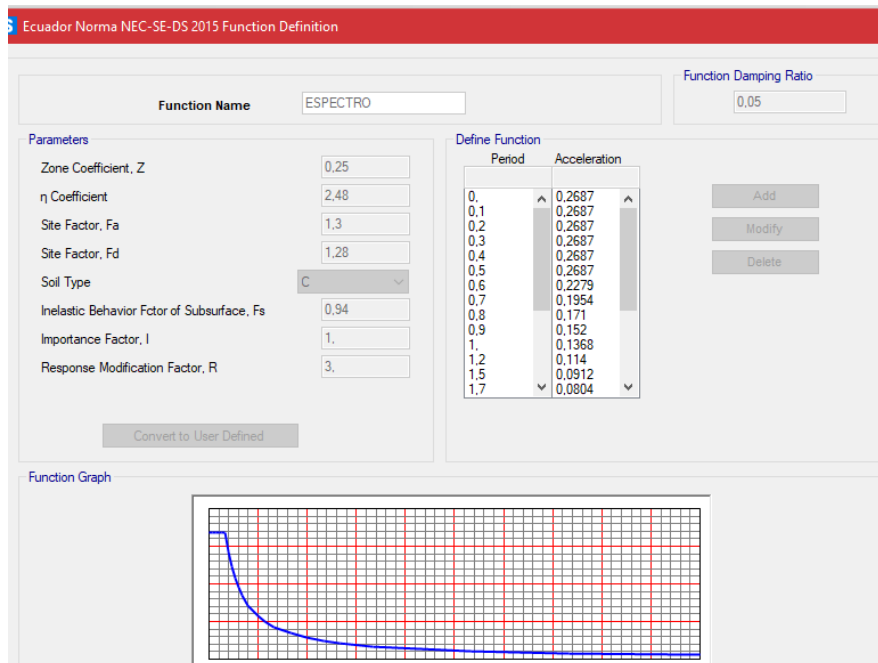 S Ecuador Norma NEC-SE-DS 2015 Function Definition
Function Damping Ratio
Function Name ESPECTRO 0,05
Parameters
Zone Coefficient, Z 0,25
η Coefficient 2,48
Site Factor, Fa 1,3
Site Factor, Fd 1,28
Soil Type C
Inelastic Behavior Fctor of Subsurface, Fs 0,94
Importance Factor, I 1,
Response Modification Factor, R 3,
Convert to User Defined
Define Function
Period Acceleration
0, 0,2687
0,1 0,2687
0,2 0,2687
0,3 0,2687
0,4 0,2687
0,5 0,2687
0,6 0,2279
0,7 0,1954
0,8 0,171
0,9 0,152
1, 0,1368
1,2 0,114
1,5 0,0912
1,7 0,0804
Add
Modify
Delete
Function Graph